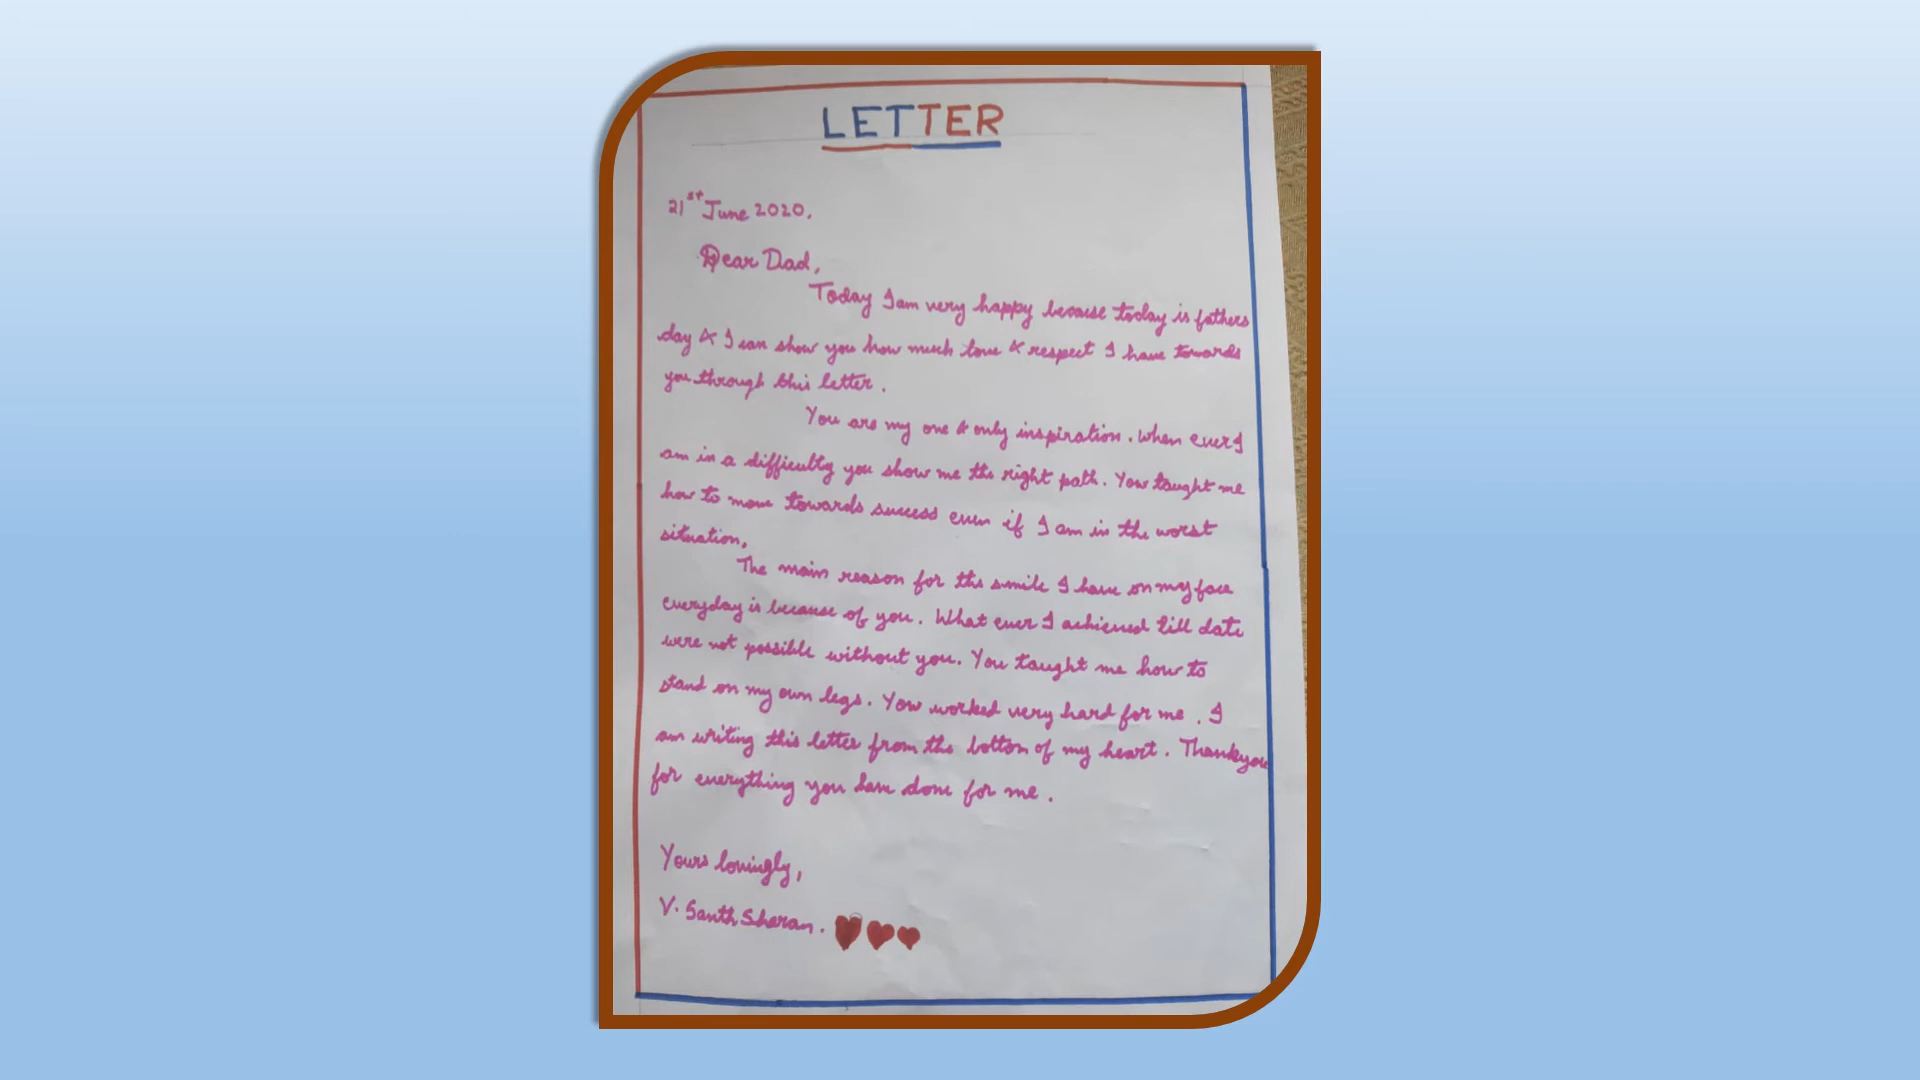 LETTER
21st June 2020.
Dear Dad,
Today I am very happy because today is fathers
day & I can show you how much love & respect I have towards
you through this letter.
You are my one & only inspiration. When ever I
am in a difficulty you show me the right path. You taught me
how to move towards success even if I am in the worst
situation.
The main reason for the smile I have on my face
everyday is because of you. What ever I achieved till date
were not possible without you. You taught me how to
stand on my own legs. You worked very hard for me. I
am writing this letter from the bottom of my heart. Thankyou
for everything you have done for me.
Yours lovingly,
V. Santh Sharan.